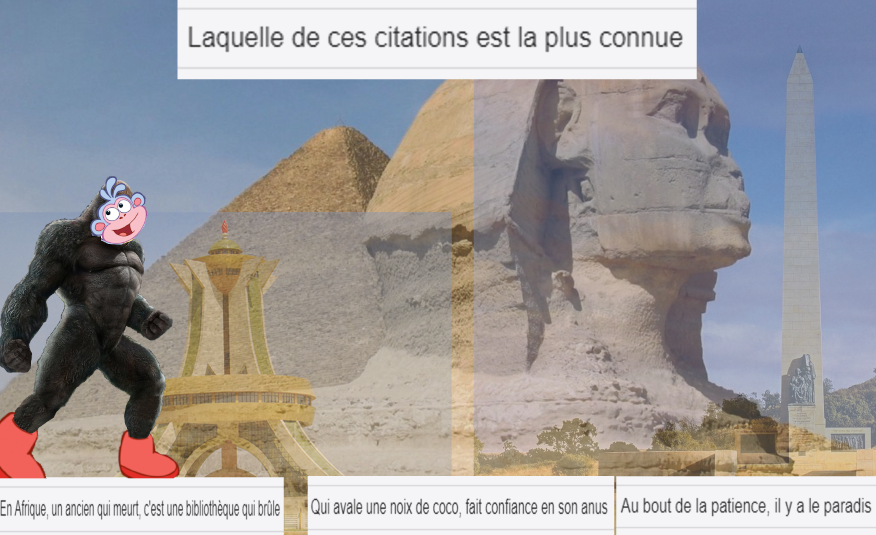 Laquelle de ces citations est la plus connue
En Afrique, un ancien qui meurt, c'est une bibliothèque qui brûle
Qui avale une noix de coco, fait confiance en son anus
Au bout de la patience, il y a le paradis